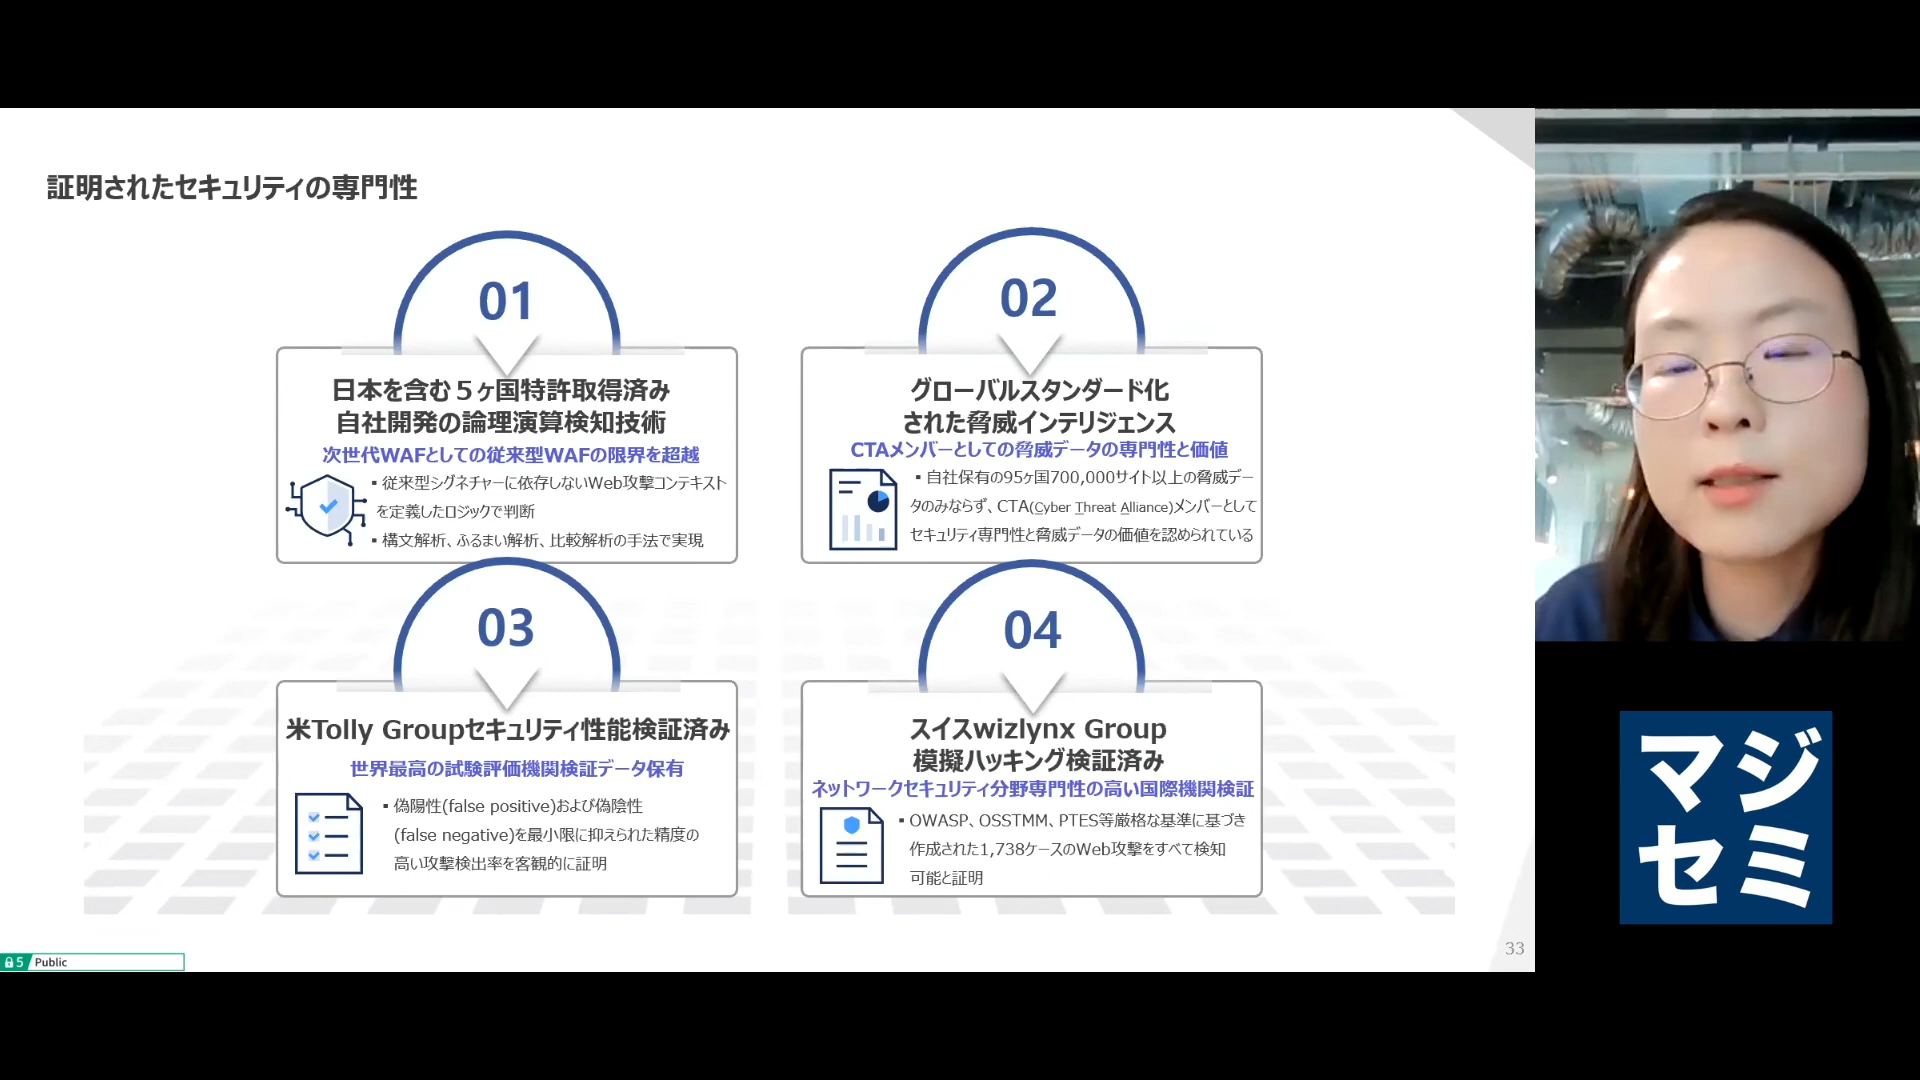 証明されたセキュリティの専門性
01
日本を含む５ヶ国特許取得済み
自社開発の論理演算検知技術
次世代WAFとしての従来型WAFの限界を超越
▪ 従来型シグネチャーに依存しないWeb攻撃コンテキスト
を定義したロジックで判断
▪ 構文解析、ふるまい解析、比較解析の手法で実現
02
グローバルスタンダード化
された脅威インテリジェンス
CTAメンバーとしての脅威データの専門性と価値
▪ 自社保有の95ヶ国700,000サイト以上の脅威デー
タのみならず、CTA(Cyber Threat Alliance)メンバーとして
セキュリティ専門性と脅威データの価値を認められている
03
米Tolly Groupセキュリティ性能検証済み
世界最高の試験評価機関検証データ保有
▪ 偽陽性(false positive)および偽陰性
(false negative)を最小限に抑えられた精度の
高い攻撃検出率を客観的に証明
04
スイスwizlynx Group
模擬ハッキング検証済み
ネットワークセキュリティ分野専門性の高い国際機関検証
▪ OWASP、OSSTMM、PTES等厳格な基準に基づき
作成された1,738ケースのWeb攻撃をすべて検知
可能と証明
5 Public
33
マジ
セミ